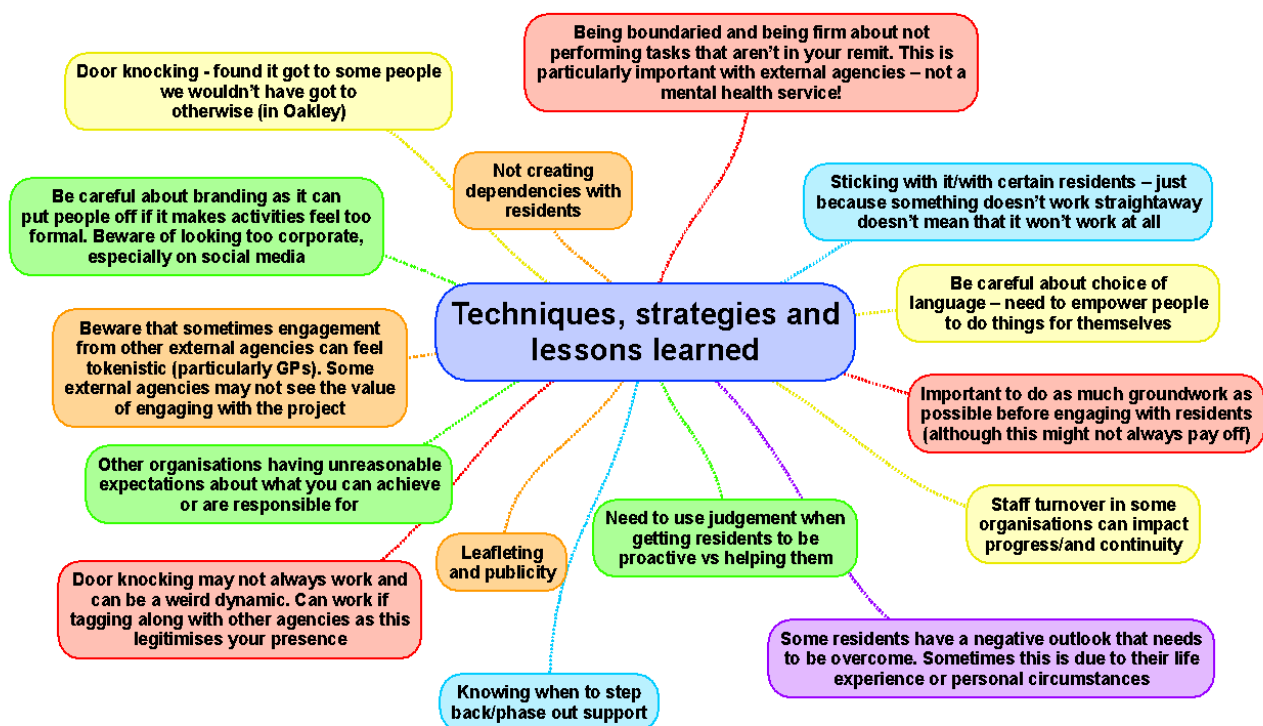 Being boundaried and being firm about not
performing tasks that aren't in your remit. This is
particularly important with external agencies – not a
mental health service!
Door knocking - found it got to some people
we wouldn't have got to
otherwise (in Oakley)
Not creating
dependencies with
residents
Sticking with it/with certain residents – just
because something doesn't work straightaway
doesn't mean that it won't work at all
Be careful about branding as it can
put people off if it makes activities feel too
formal. Beware of looking too corporate,
especially on social media
Be careful about choice of
language – need to empower people
to do things for themselves
Techniques, strategies and
lessons learned
Beware that sometimes engagement
from other external agencies can feel
tokenistic (particularly GPs). Some
external agencies may not see the value
of engaging with the project
Important to do as much groundwork as
possible before engaging with residents
(although this might not always pay off)
Other organisations having unreasonable
expectations about what you can achieve
or are responsible for
Staff turnover in some
organisations can impact
progress/and continuity
Need to use judgement when
getting residents to be
proactive vs helping them
Leafleting
and publicity
Door knocking may not always work and
can be a weird dynamic. Can work if
tagging along with other agencies as this
legitimises your presence
Some residents have a negative outlook that needs
to be overcome. Sometimes this is due to their life
experience or personal circumstances
Knowing when to step
back/phase out support